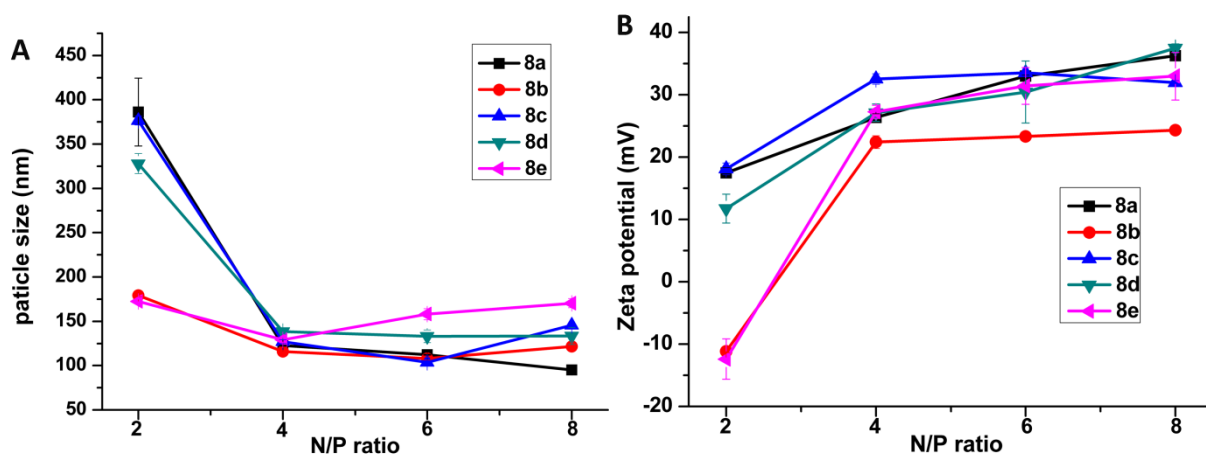 A
paticle size (nm)
450
400
350
300
250
200
150
100
50
2
4
6
8
N/P ratio
8a
8b
8c
8d
8e
B
Zeta potential (mV)
40
30
20
10
0
-10
-20
2
4
6
8
N/P ratio
8a
8b
8c
8d
8e